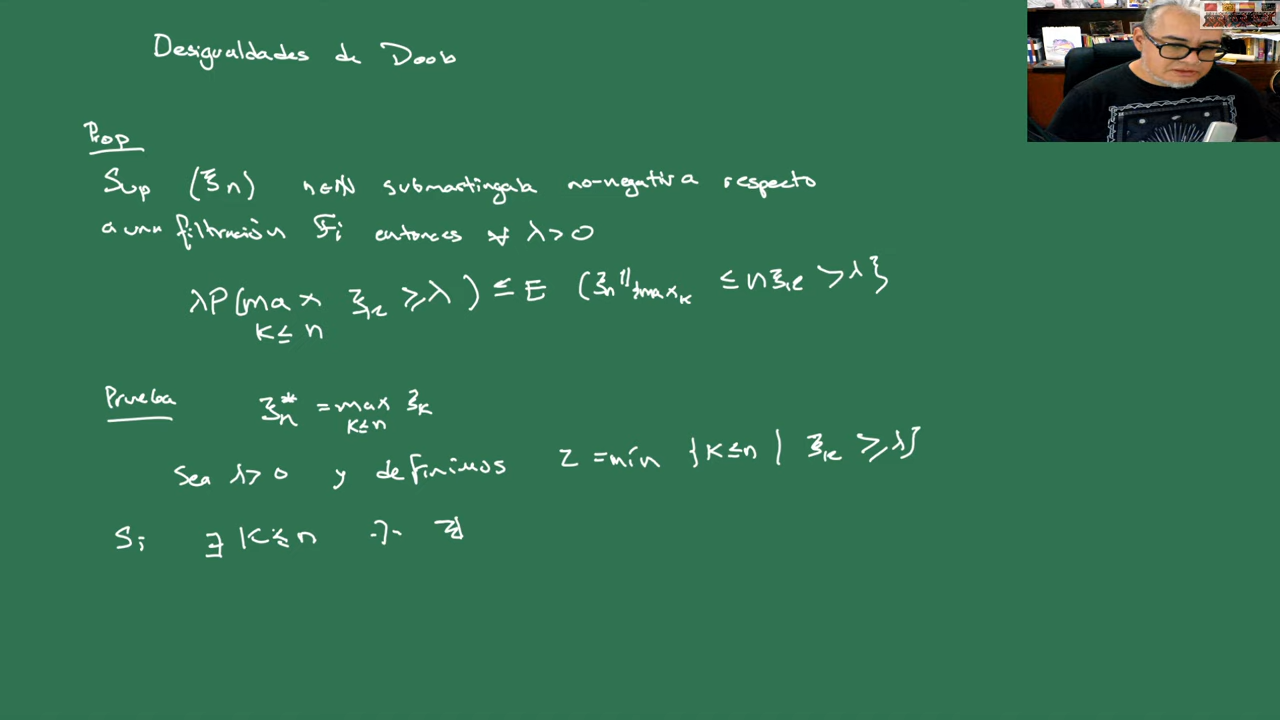 Desigualdades de Doob
Prop
Sup (ξn) n∈ℕ submartingala no-negativa respecto
a una filtración Fi entonces ∀ λ>0
λP(max ξk ≥ λ) ≤ E (ξn 1{max k ≤ n ξk ≥ λ}
k ≤ n
Prueba ξn* = max ξk
k≤n
Sea λ > 0 y definimos z = mín {k≤n | ξk ≥ λ}
Si ∃ k≤n ·)·